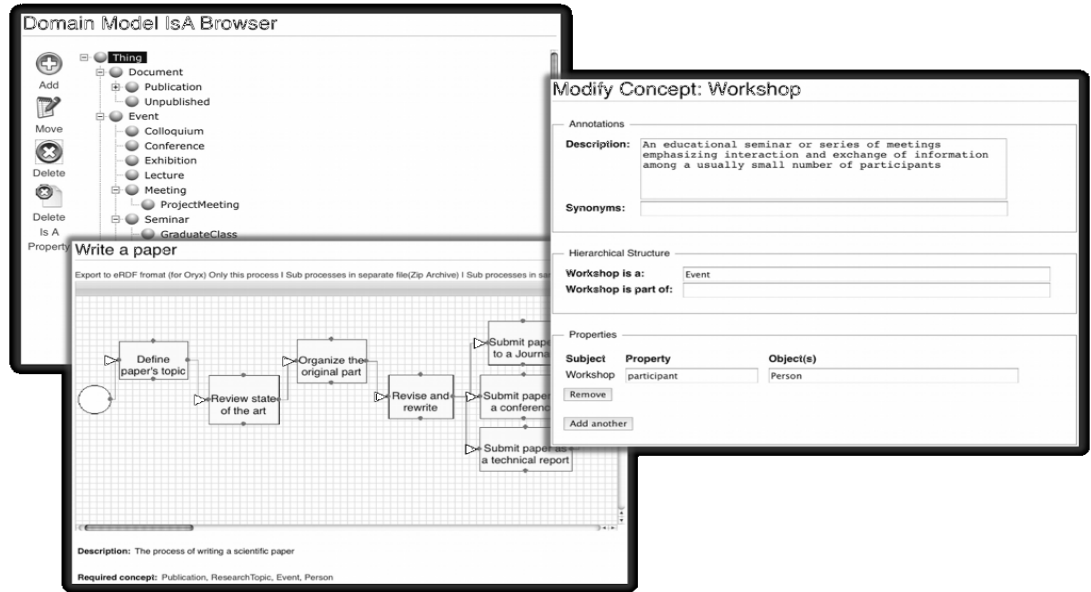 Domain Model IsA Browser
Add
Move
Delete
Delete
Is A
Property
Thing
Document
Publication
Unpublished
Event
Colloquium
Conference
Exhibition
Lecture
Meeting
ProjectMeeting
Seminar
GraduateClass
Modify Concept: Workshop
Annotations
Description: An educational seminar or series of meetings
emphasizing interaction and exchange of information
among a usually small number of participants
Synonyms:
Hierarchical Structure
Workshop is a: Event
Workshop is part of:
Properties
Subject Property Object(s)
Workshop participant Person
Remove
Add another
Write a paper
Export to eRDF fromat (for Oryx) Only this process I Sub processes in separate file(Zip Archive) I Sub processes in
Define
paper's topic
Review state
of the art
Organize the
original part
Revise and
rewrite
Submit
to a
Submit
a
Submit paper as
a technical report
Description: The process of writing a scientific paper
Required concept: Publication, ResearchTopic, Event, Person